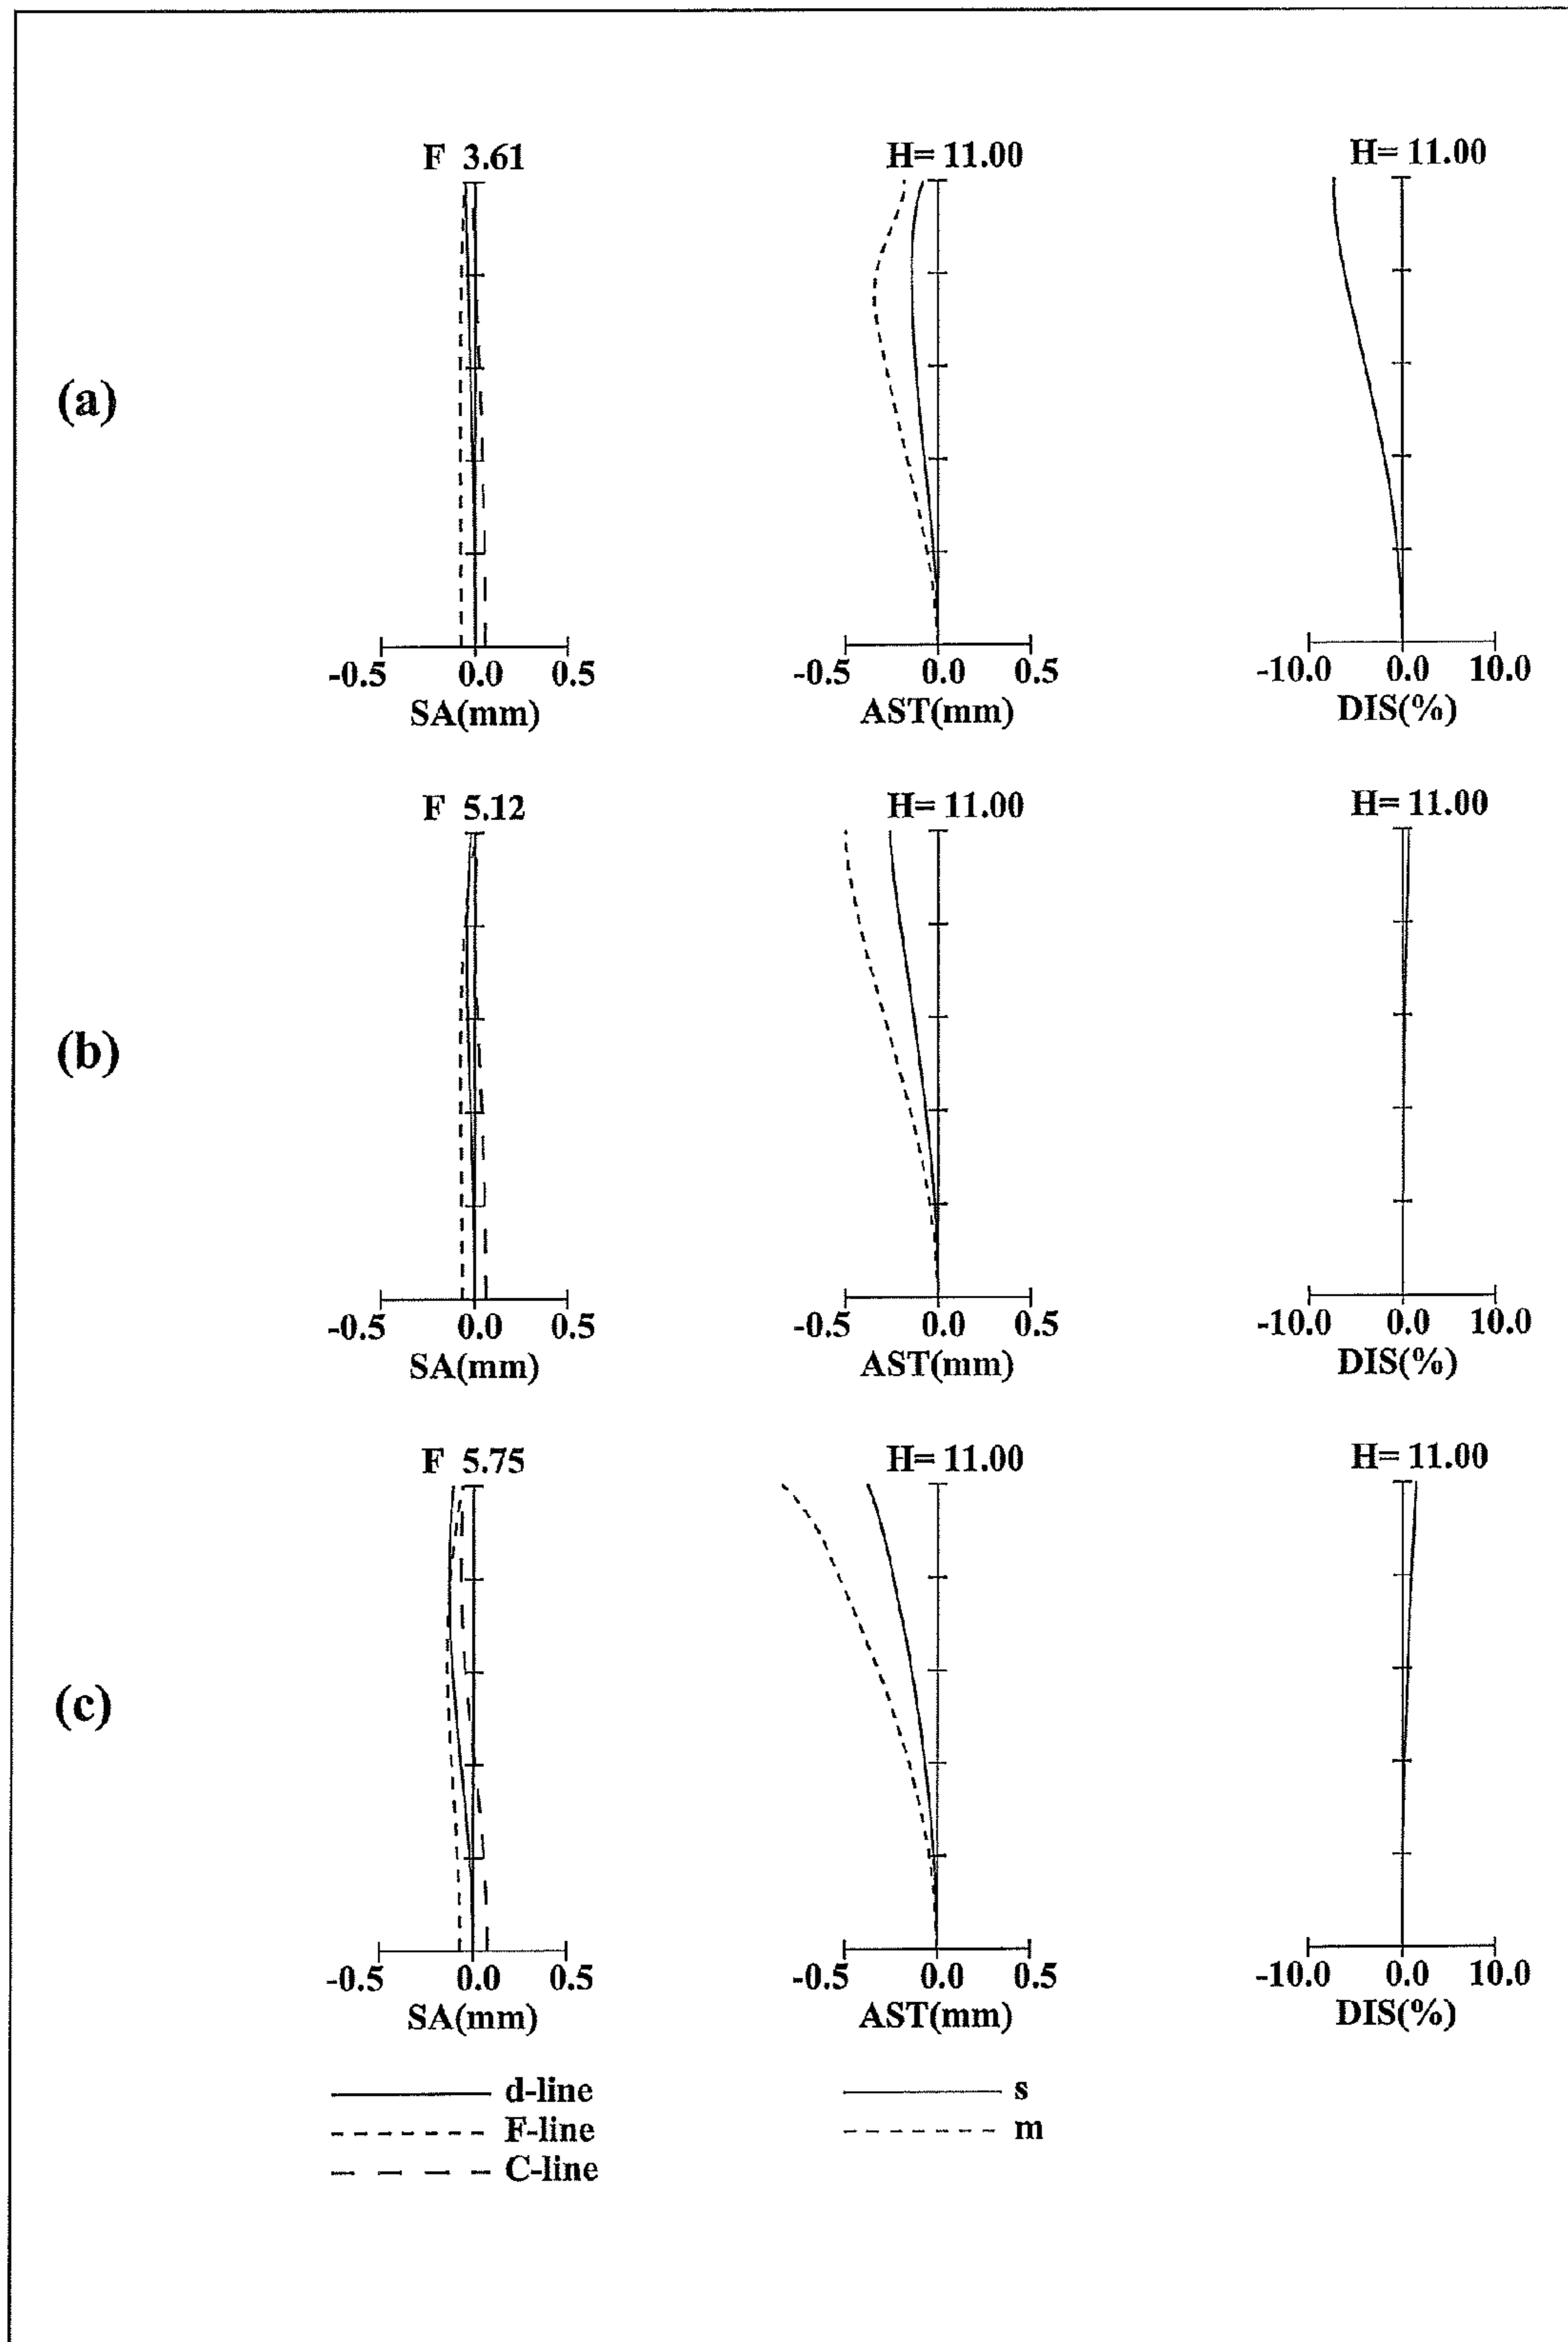 (a)
F 3.61
H= 11.00
H= 11.00
-0.5 0.0 0.5
SA(mm)
-0.5 0.0 0.5
AST(mm)
-10.0 0.0 10.0
DIS(%)
(b)
F 5.12
H= 11.00
H= 11.00
-0.5 0.0 0.5
SA(mm)
-0.5 0.0 0.5
AST(mm)
-10.0 0.0 10.0
DIS(%)
(c)
F 5.75
H= 11.00
H= 11.00
-0.5 0.0 0.5
SA(mm)
-0.5 0.0 0.5
AST(mm)
-10.0 0.0 10.0
DIS(%)
d-line
F-line
C-line
s
m